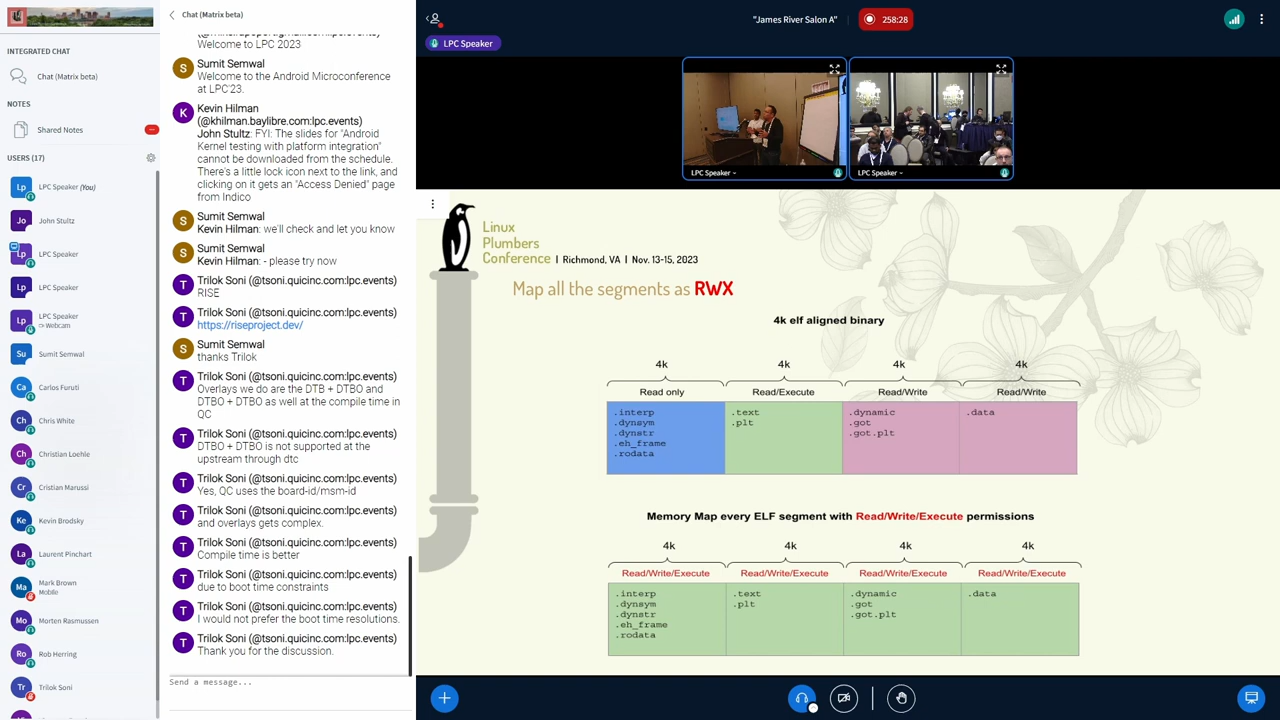 INTEGRATED CHAT
Chat (Matrix beta)
NOTES
Shared Notes
USERS (17)
Lp LPC Speaker (You)
Jo John Stultz
Lp LPC Speaker
Lp LPC Speaker
Lp LPC Speaker
Webcam
Su Sumit Semwal
Ca Carlos Furuti
Ch Chris White
Ch Christian Loehle
Cr Cristian Marussi
Ke Kevin Brodsky
La Laurent Pinchart
Ma Mark Brown
Mobile
Mo Morten Rasmussen
Ro Rob Herring
Tr Trilok Soni
Chat (Matrix beta)
Welcome to LPC 2023
S Sumit Semwal
Welcome to the Android Microconference
at LPC'23.
K Kevin Hilman
(@khilman.baylibre.com:lpc.events)
John Stultz: FYI: The slides for "Android
Kernel testing with platform integration"
cannot be downloaded from the schedule.
There's a little lock icon next to the link, and
clicking on it gets an "Access Denied" page
from Indico
S Sumit Semwal
Kevin Hilman: we'll check and let you know
S Sumit Semwal
Kevin Hilman: - please try now
T Trilok Soni (@tsoni.quicinc.com:lpc.events)
RISE
T Trilok Soni (@tsoni.quicinc.com:lpc.events)
https://riseproject.dev/
S Sumit Semwal
thanks Trilok
T Trilok Soni (@tsoni.quicinc.com:lpc.events)
Overlays we do are the DTB + DTBO and
DTBO + DTBO as well at the compile time in
QC
T Trilok Soni (@tsoni.quicinc.com:lpc.events)
DTBO + DTBO is not supported at the
upstream through dtc
T Trilok Soni (@tsoni.quicinc.com:lpc.events)
Yes, QC uses the board-id/msm-id
T Trilok Soni (@tsoni.quicinc.com:lpc.events)
and overlays gets complex.
T Trilok Soni (@tsoni.quicinc.com:lpc.events)
Compile time is better
T Trilok Soni (@tsoni.quicinc.com:lpc.events)
due to boot time constraints
T Trilok Soni (@tsoni.quicinc.com:lpc.events)
I would not prefer the boot time resolutions.
T Trilok Soni (@tsoni.quicinc.com:lpc.events)
Thank you for the discussion.
Send a message...
"James River Salon A"
258:28
LPC Speaker
LPC Speaker
LPC Speaker
Linux
Plumbers
Conference | Richmond, VA | Nov. 13-15, 2023
Map all the segments as RWX
4k elf aligned binary
4k 4k 4k 4k
Read only Read/Execute Read/Write Read/Write
.interp .text .dynamic .data
.dynsym .plt .got
.dynstr .got.plt
.eh_frame
.rodata
Memory Map every ELF segment with Read/Write/Execute permissions
4k 4k 4k 4k
Read/Write/Execute Read/Write/Execute Read/Write/Execute Read/Write/Execute
.interp .text .dynamic .data
.dynsym .plt .got
.dynstr .got.plt
.eh_frame
.rodata